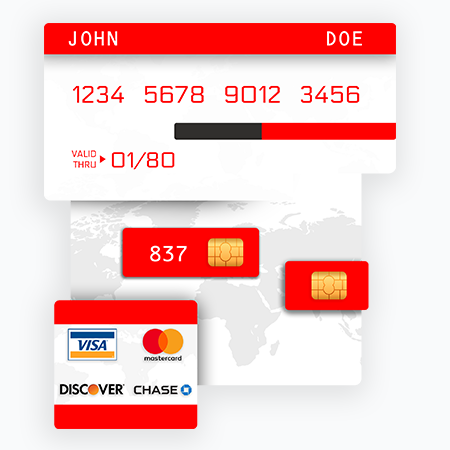 JOHN DOE
1234 5678 9012 3456
VALID
THRU 01/80
837
VISA
mastercard
DISCOVER CHASE